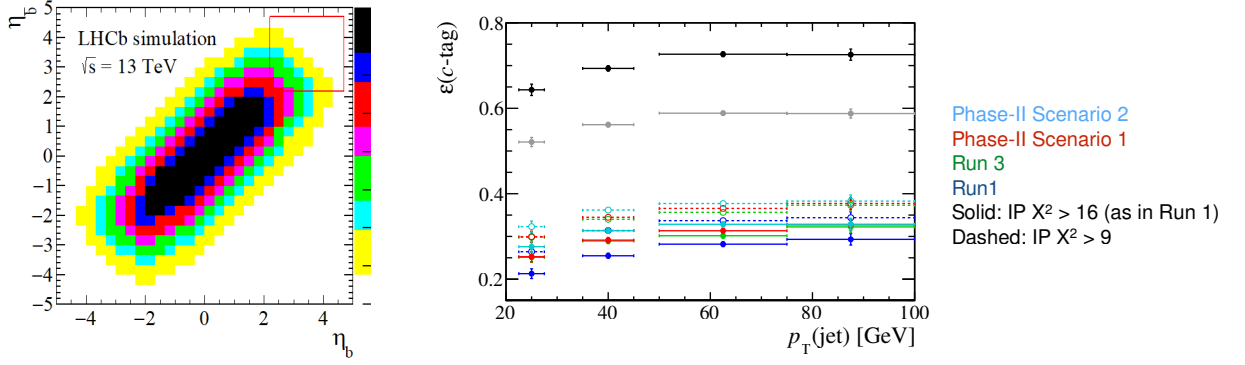 η_b̅
LHCb simulation
√s = 13 TeV
5
4
3
2
1
0
−1
−2
−3
−4
−5
−4 −2 0 2 4
η_b
ε(c-tag)
0.8
0.6
0.4
0.2
20 40 60 80 100
p_T(jet) [GeV]
Phase-II Scenario 2
Phase-II Scenario 1
Run 3
Run1
Solid: IP X² > 16 (as in Run 1)
Dashed: IP X² > 9